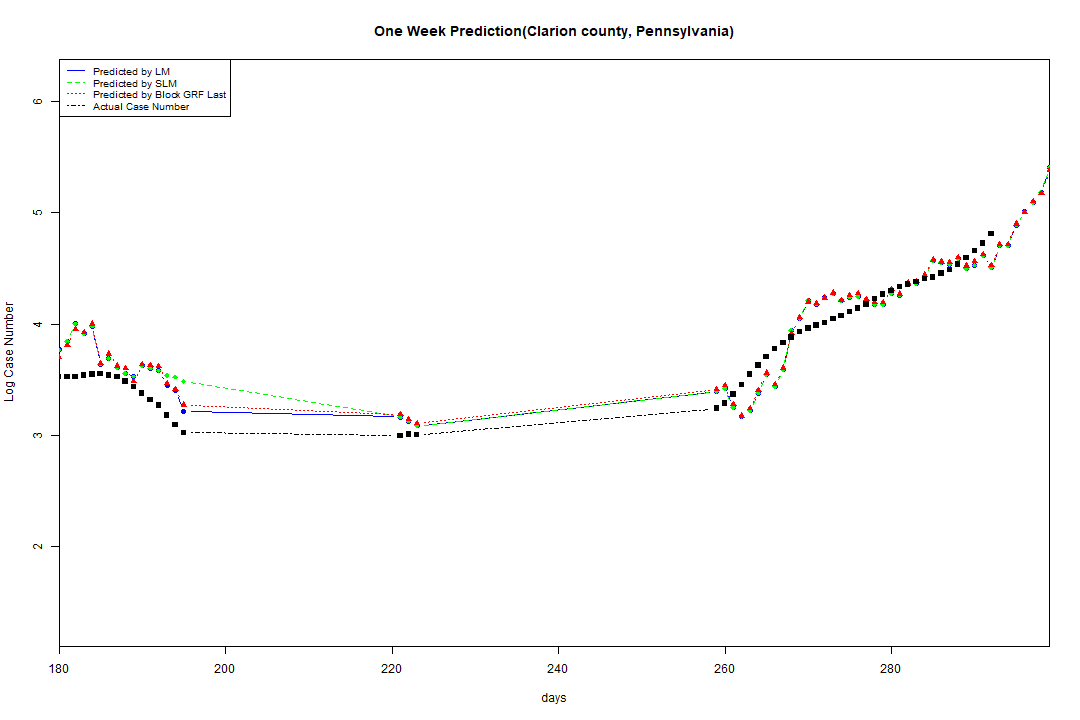 One Week Prediction(Clarion county, Pennsylvania)
Predicted by LM
Predicted by SLM
Predicted by Block GRF Last
Actual Case Number
Log Case Number
6
5
4
3
2
180 200 220 240 260 280
days